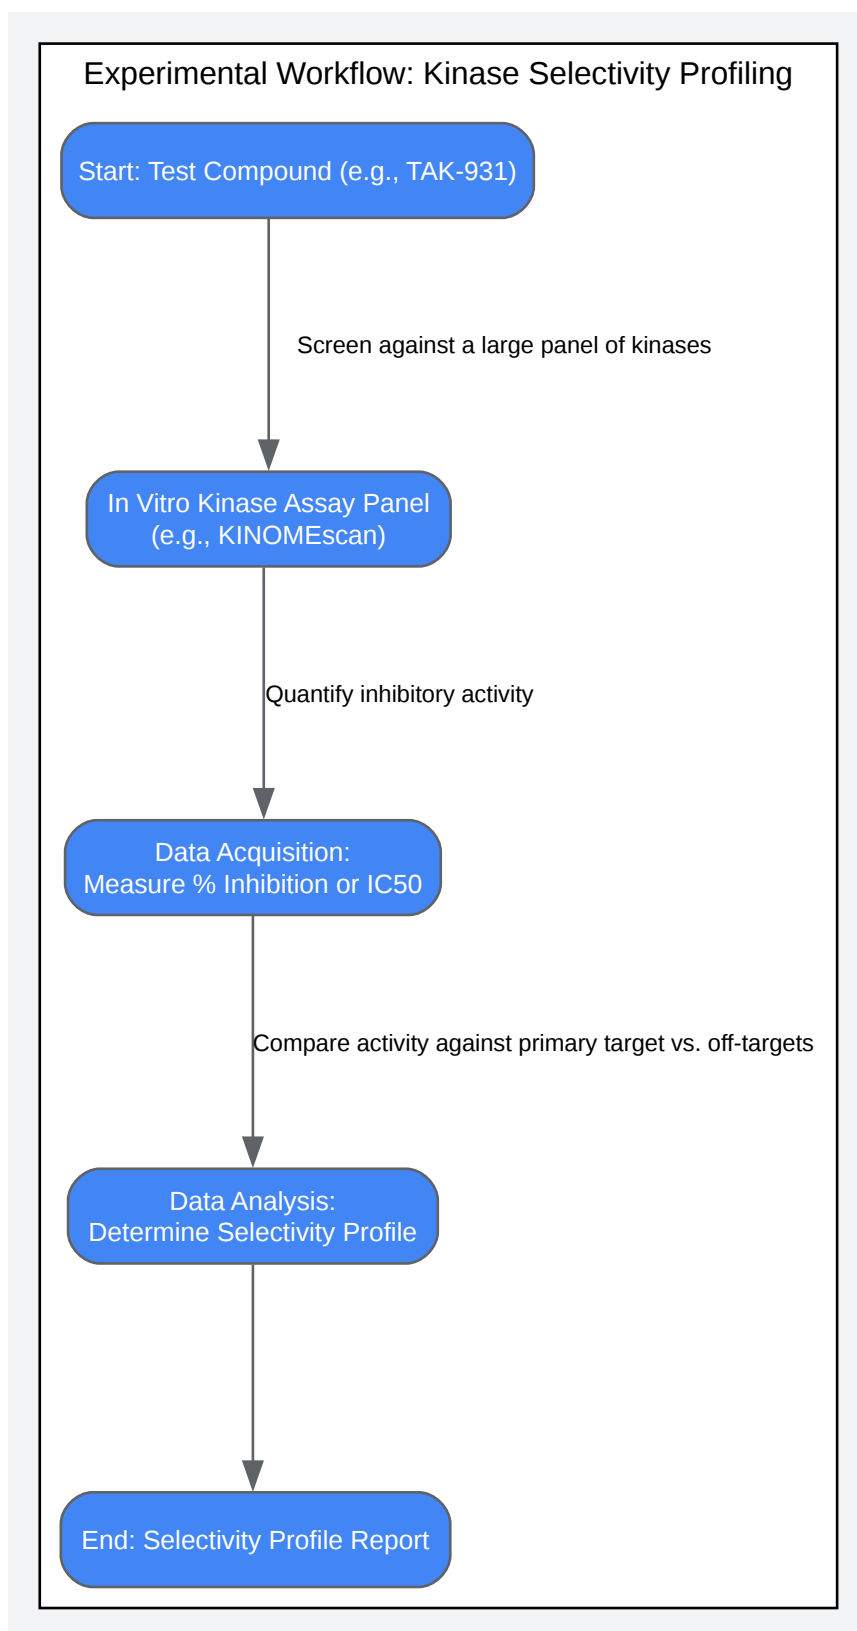 Experimental Workflow: Kinase Selectivity Profiling
Start: Test Compound (e.g., TAK-931)
Screen against a large panel of kinases
In Vitro Kinase Assay Panel
(e.g., KINOMEscan)
Quantify inhibitory activity
Data Acquisition:
Measure % Inhibition or IC50
Compare activity against primary target vs. off-targets
Data Analysis:
Determine Selectivity Profile
End: Selectivity Profile Report